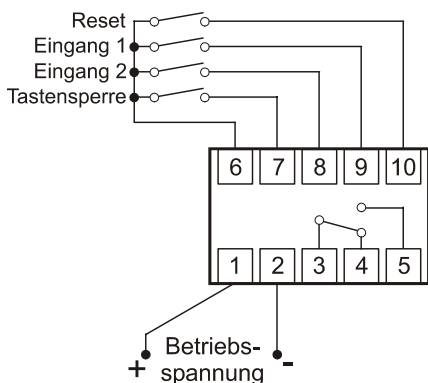 Reset
Eingang 1
Eingang 2
Tastensperre
6 7 8 9 10
1 2 3 4 5
+ Betriebs- -
spannung